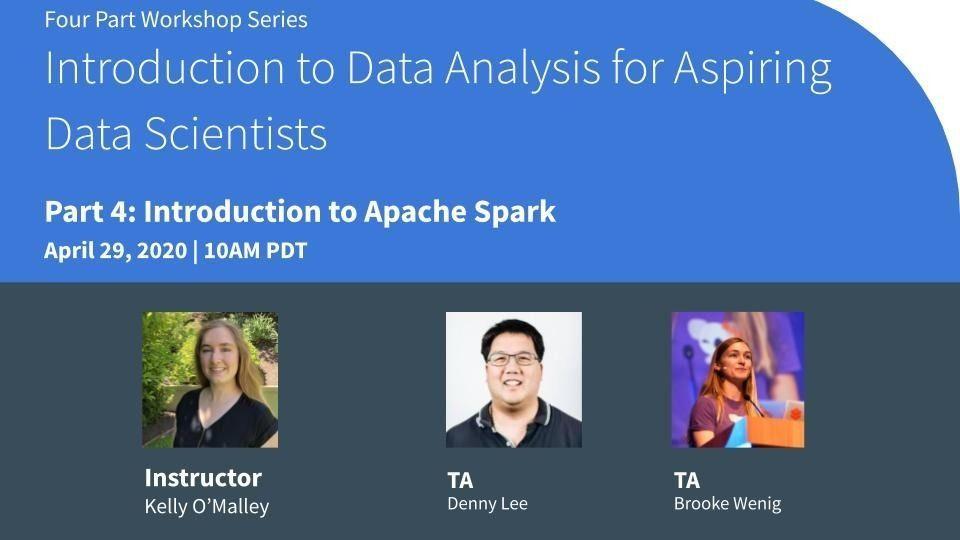 Four Part Workshop Series
Introduction to Data Analysis for Aspiring
Data Scientists
Part 4: Introduction to Apache Spark
April 29, 2020 | 10AM PDT
Instructor
Kelly O’Malley
TA
Denny Lee
TA
Brooke Wenig